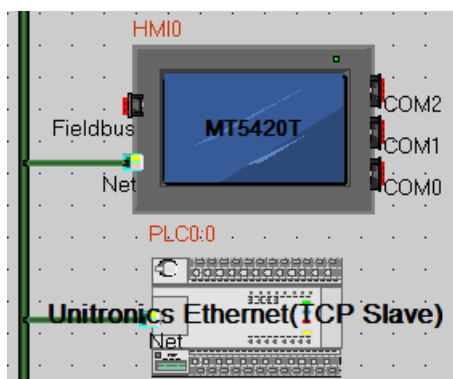 HMI0
COM2
Fieldbus
MT5420T
COM1
Net
COM0
PLC0:0
Unitronics Ethernet(TCP Slave)
Net